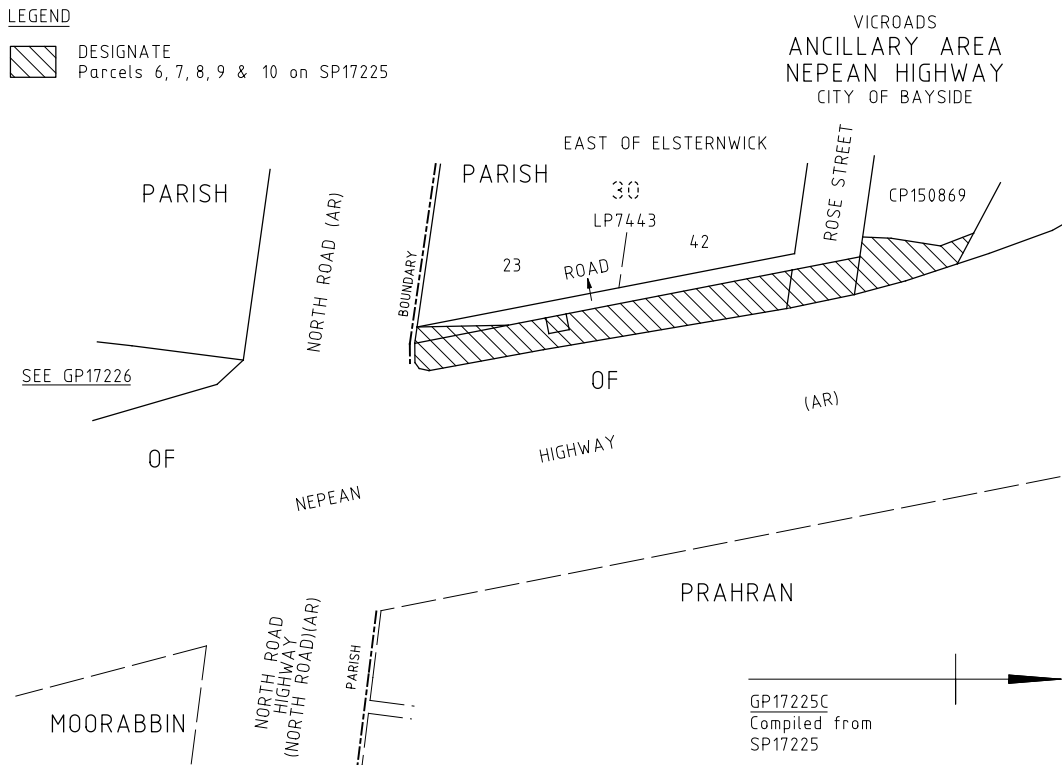 LEGEND
DESIGNATE
Parcels 6, 7, 8, 9 & 10 on SP17225
VICROADS
ANCILLARY AREA
NEPEAN HIGHWAY
CITY OF BAYSIDE
EAST OF ELSTERNWICK
PARISH
PARISH
30
LP7443
23
42
ROAD
ROSE STREET
CP150869
NORTH ROAD (AR)
BOUNDARY
SEE GP17226
OF
OF
NEPEAN
HIGHWAY
(AR)
PRAHRAN
MOORABBIN
NORTH ROAD
HIGHWAY
(NORTH ROAD)(AR)
PARISH
GP17225C
Compiled from
SP17225